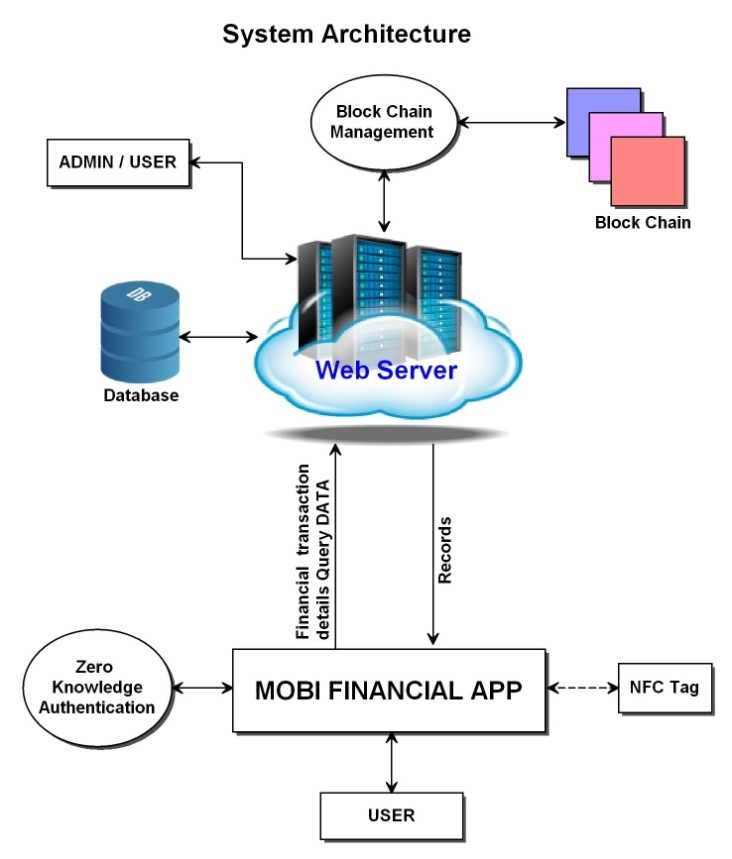 System Architecture
Block Chain
Management
ADMIN / USER
Block Chain
DB
Database
Web Server
Financial transaction
details Query DATA
Records
Zero
Knowledge
Authentication
MOBI FINANCIAL APP
NFC Tag
USER